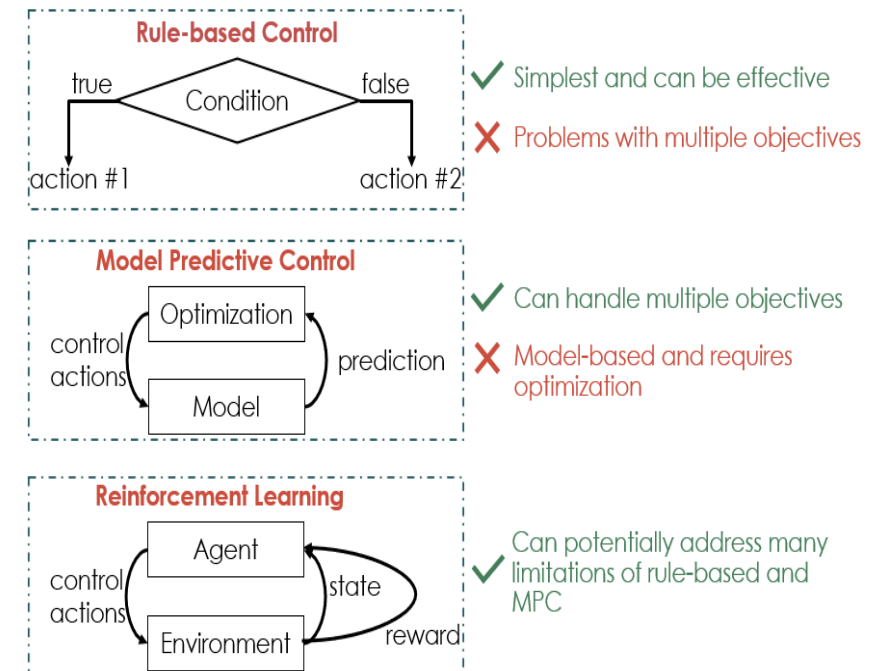 Rule-based Control
true
false
Condition
action #1
action #2
Simplest and can be effective
Problems with multiple objectives
Model Predictive Control
Optimization
control
actions
prediction
Model
Can handle multiple objectives
Model-based and requires
optimization
Reinforcement Learning
Agent
control
actions
state
Environment
reward
Can potentially address many
limitations of rule-based and
MPC